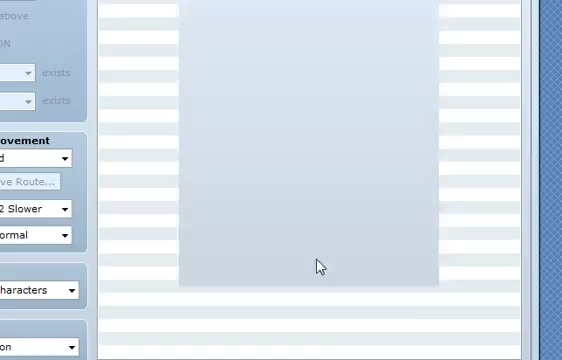 above
ON
exists
exists
ovement
d
ve Route...
2 Slower
ormal
haracters
on